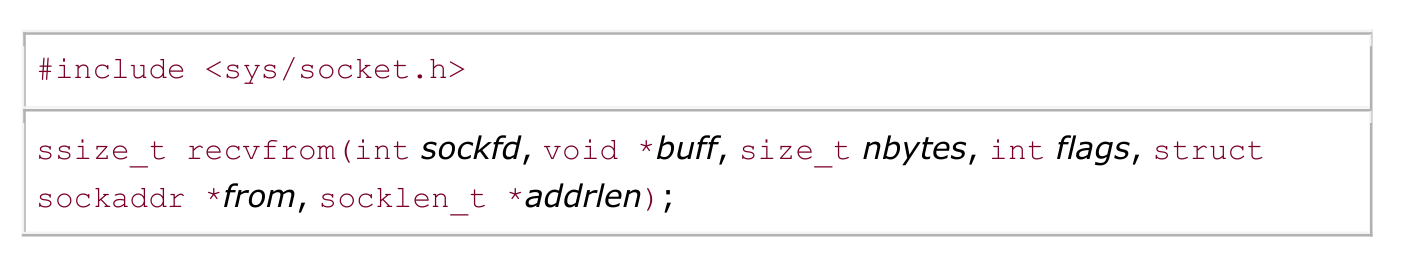 #include <sys/socket.h>
ssize_t recvfrom(int sockfd, void *buff, size_t nbytes, int flags, struct
sockaddr *from, socklen_t *addrlen);